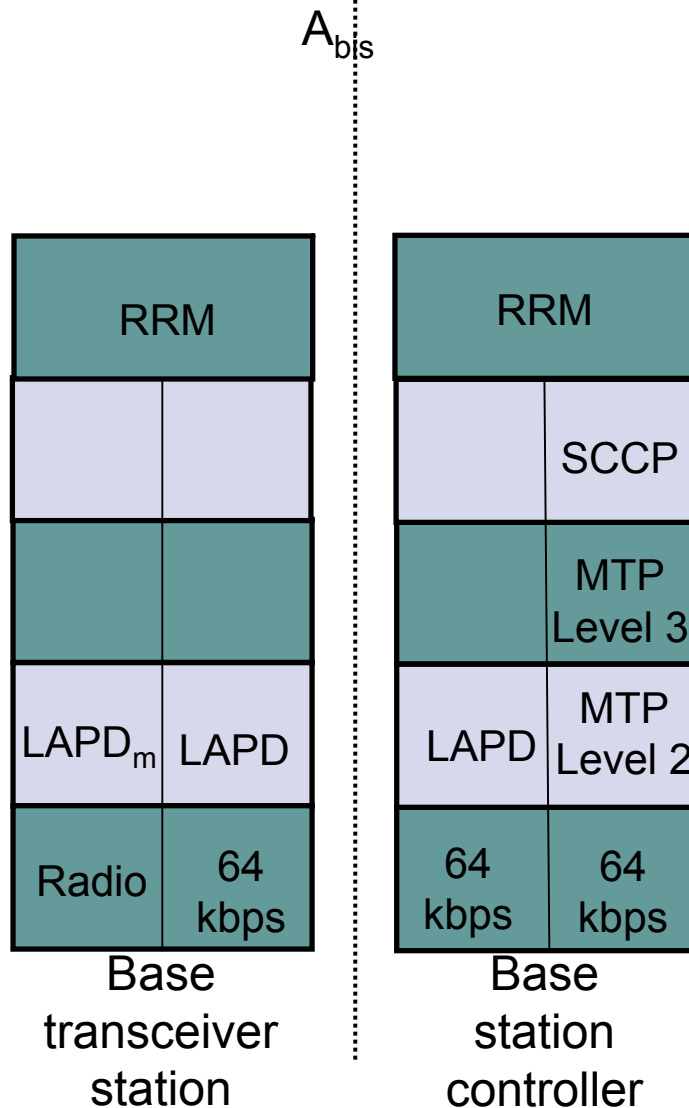 Abis
RRM
RRM
SCCP
MTP
Level 3
LAPDm
LAPD
LAPD
MTP
Level 2
Radio
64
kbps
64
kbps
64
kbps
Base
transceiver
station
Base
station
controller